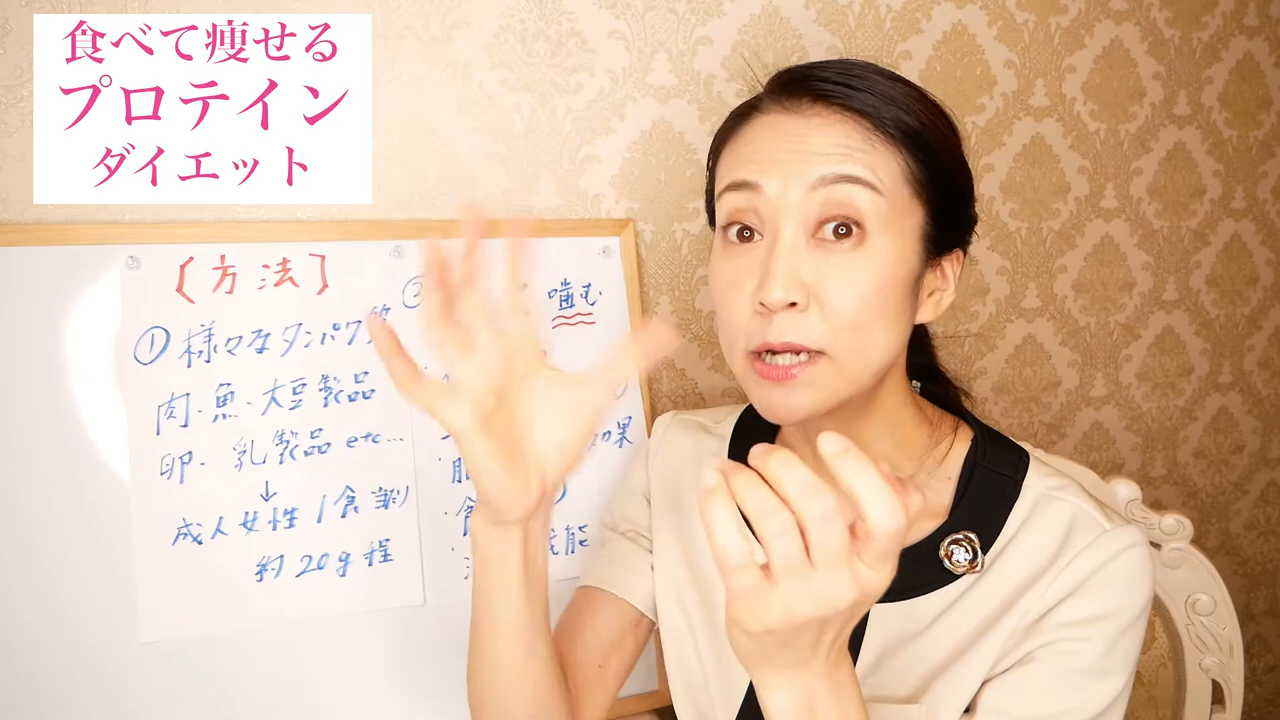 食べて痩せる
プロテイン
ダイエット
【方法】
① 様々なタンパク質
肉・魚・大豆製品
卵・乳製品 etc...
↓
成人女性 1食当り
約20g程
②
噛む
果
能